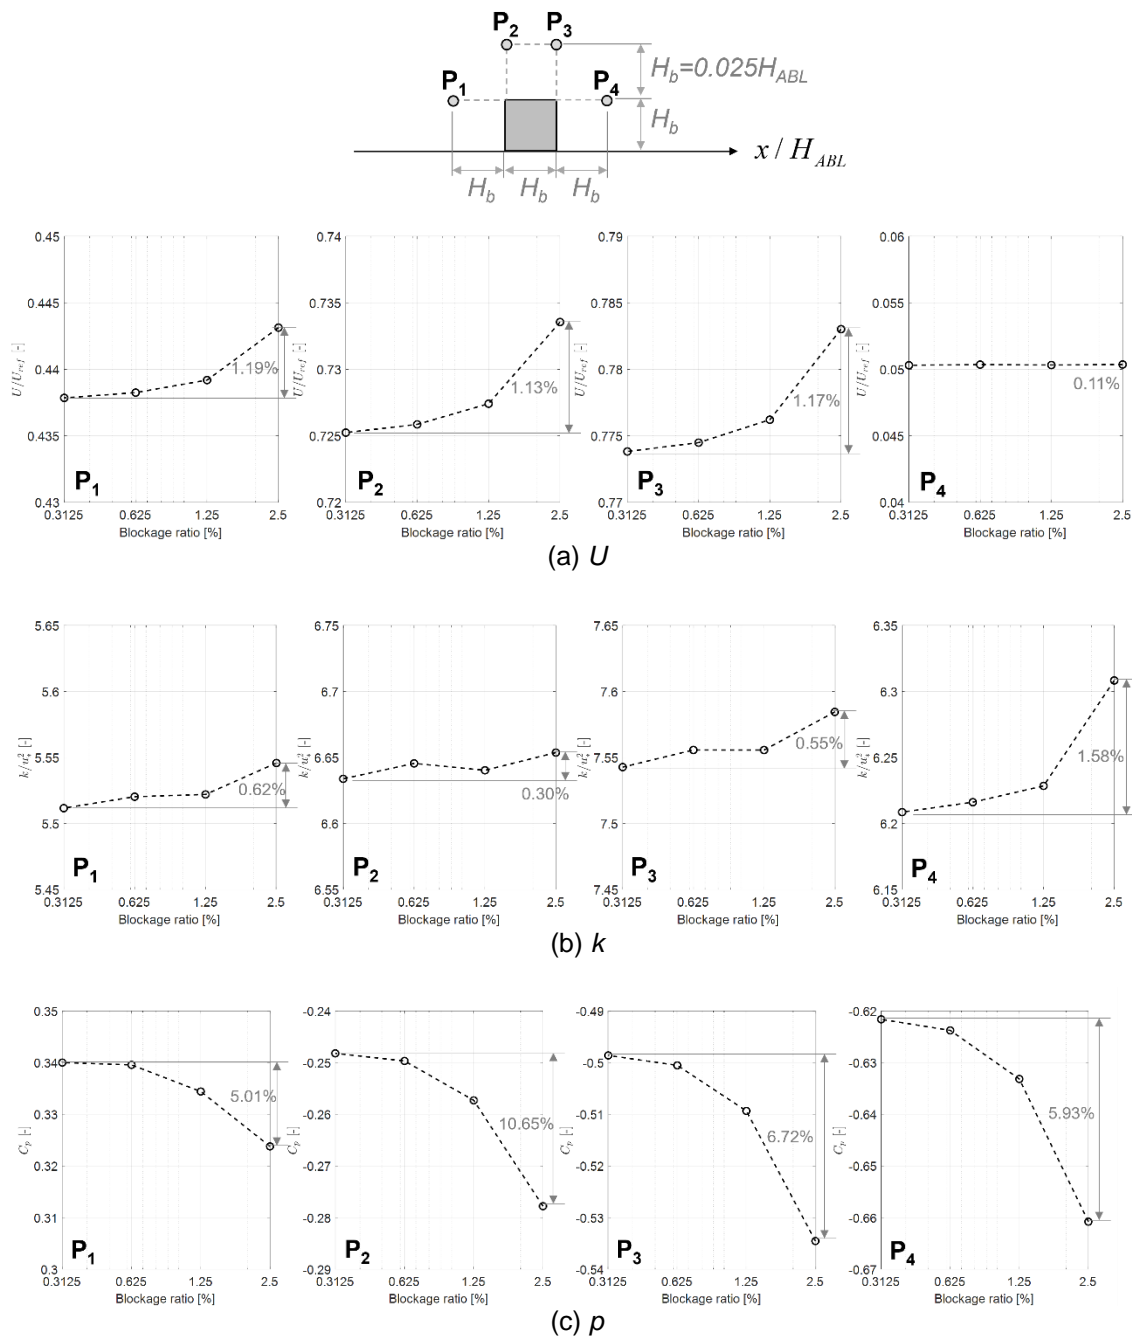 P2 P3
Hb=0.025HABL
P1 P4
Hb
x / HABL
Hb Hb Hb
0.45 0.74 0.79 0.06
0.445 0.735 0.785 0.055
0.44 0.73 0.78 0.05
0.435 0.725 0.775 0.045
0.43 0.72 0.77 0.04
U/Uref [-] U/Uref [-] U/Uref [-]
1.19% 1.13% 1.17% 0.11%
P1 P2 P3 P4
0.3125 0.625 1.25 2.5 0.3125 0.625 1.25 2.5 0.3125 0.625 1.25 2.5 0.3125 0.625 1.25 2.5
Blockage ratio [%] Blockage ratio [%] Blockage ratio [%] Blockage ratio [%]
(a) U
5.65 6.75 7.65 6.35
5.6 6.7 7.6 6.3
5.55 6.65 7.55 6.25
5.5 6.6 7.5 6.2
5.45 6.55 7.45 6.15
k/u*2 [-] k/u*2 [-] k/u*2 [-]
0.62% 0.30% 0.55% 1.58%
P1 P2 P3 P4
0.3125 0.625 1.25 2.5 0.3125 0.625 1.25 2.5 0.3125 0.625 1.25 2.5 0.3125 0.625 1.25 2.5
Blockage ratio [%] Blockage ratio [%] Blockage ratio [%] Blockage ratio [%]
(b) k
0.35 -0.24 -0.49 -0.62
0.34 -0.25 -0.5 -0.63
0.33 -0.26 -0.51 -0.64
0.32 -0.27 -0.52 -0.65
0.31 -0.28 -0.53 -0.66
0.3 -0.29 -0.54 -0.67
Cp [-] Cp [-] Cp [-]
5.01% 10.65% 6.72% 5.93%
P1 P2 P3 P4
0.3125 0.625 1.25 2.5 0.3125 0.625 1.25 2.5 0.3125 0.625 1.25 2.5 0.3125 0.625 1.25 2.5
Blockage ratio [%] Blockage ratio [%] Blockage ratio [%] Blockage ratio [%]
(c) p